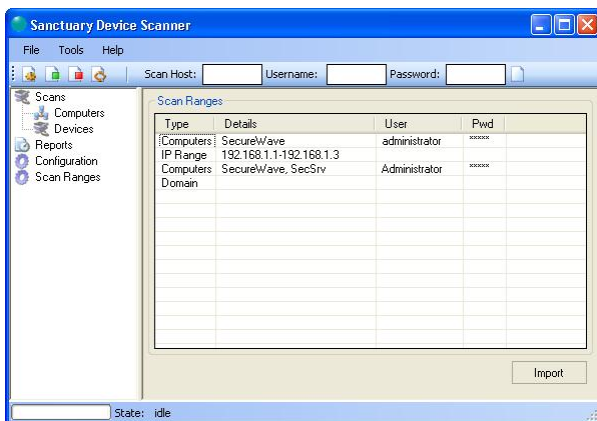 Sanctuary Device Scanner
File Tools Help
Scan Host: Username: Password:
Scans
Computers
Devices
Reports
Configuration
Scan Ranges
Scan Ranges
Type Details User Pwd
Computers SecureWave administrator *****
IP Range 192.168.1.1-192.168.1.3
Computers SecureWave, SecSrv Administrator *****
Domain
Import
State: idle